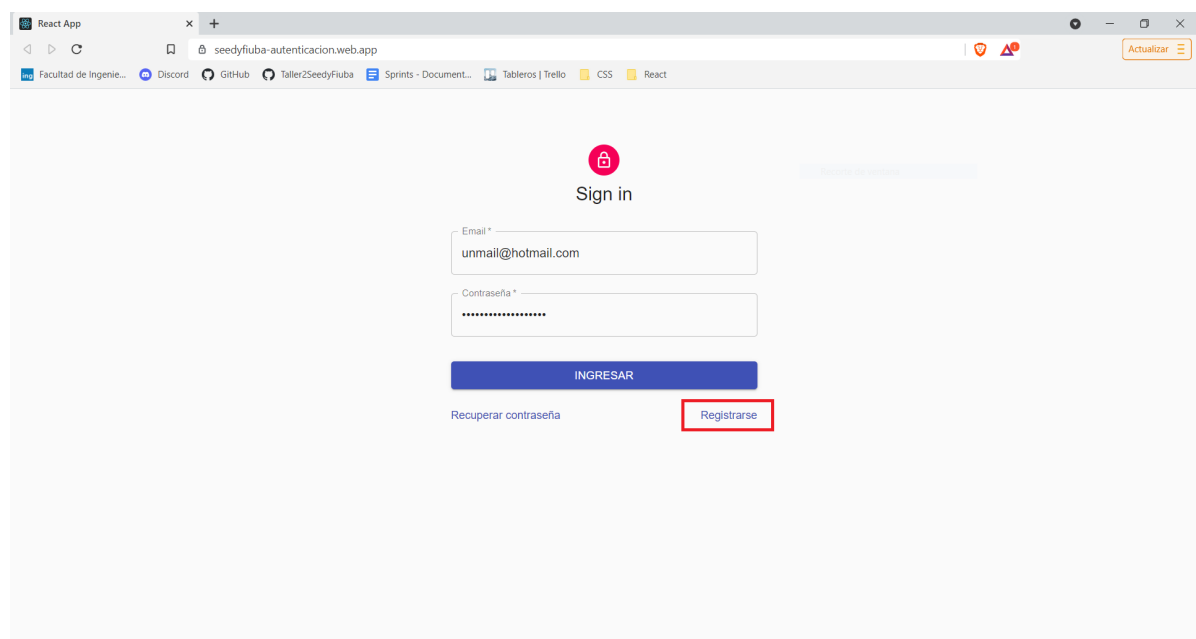 React App
seedyfiuba-autenticacion.web.app
Actualizar
ing Facultad de Ingenie... Discord GitHub Taller2SeedyFiuba Sprints - Document... Tableros | Trello CSS React
Sign in
Email *
unmail@hotmail.com
Contraseña *
•••••••••••••••••••
INGRESAR
Recuperar contraseña Registrarse